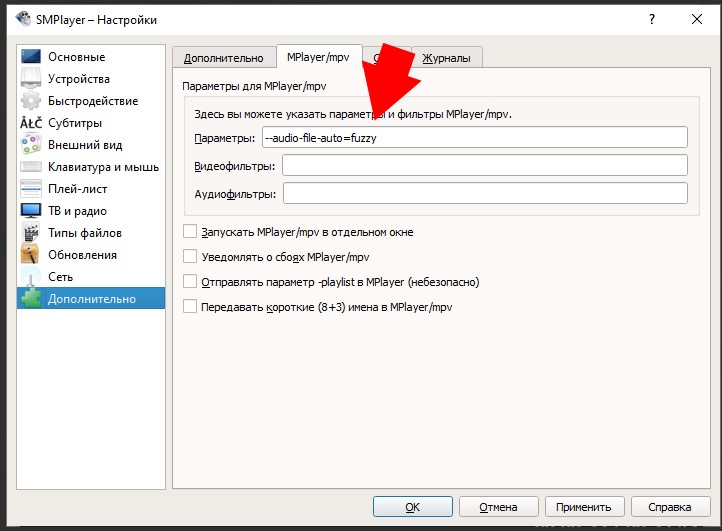 SMPlayer – Настройки
?
Основные
Устройства
Быстродействие
Субтитры
Внешний вид
Клавиатура и мышь
Плей-лист
ТВ и радио
Типы файлов
Обновления
Сеть
Дополнительно
Дополнительно MPlayer/mpv Журналы
Параметры для MPlayer/mpv
Здесь вы можете указать параметры и фильтры MPlayer/mpv.
Параметры: --audio-file-auto=fuzzy
Видеофильтры:
Аудиофильтры:
Запускать MPlayer/mpv в отдельном окне
Уведомлять о сбоях MPlayer/mpv
Отправлять параметр -playlist в MPlayer (небезопасно)
Передавать короткие (8+3) имена в MPlayer/mpv
OK Отмена Применить Справка